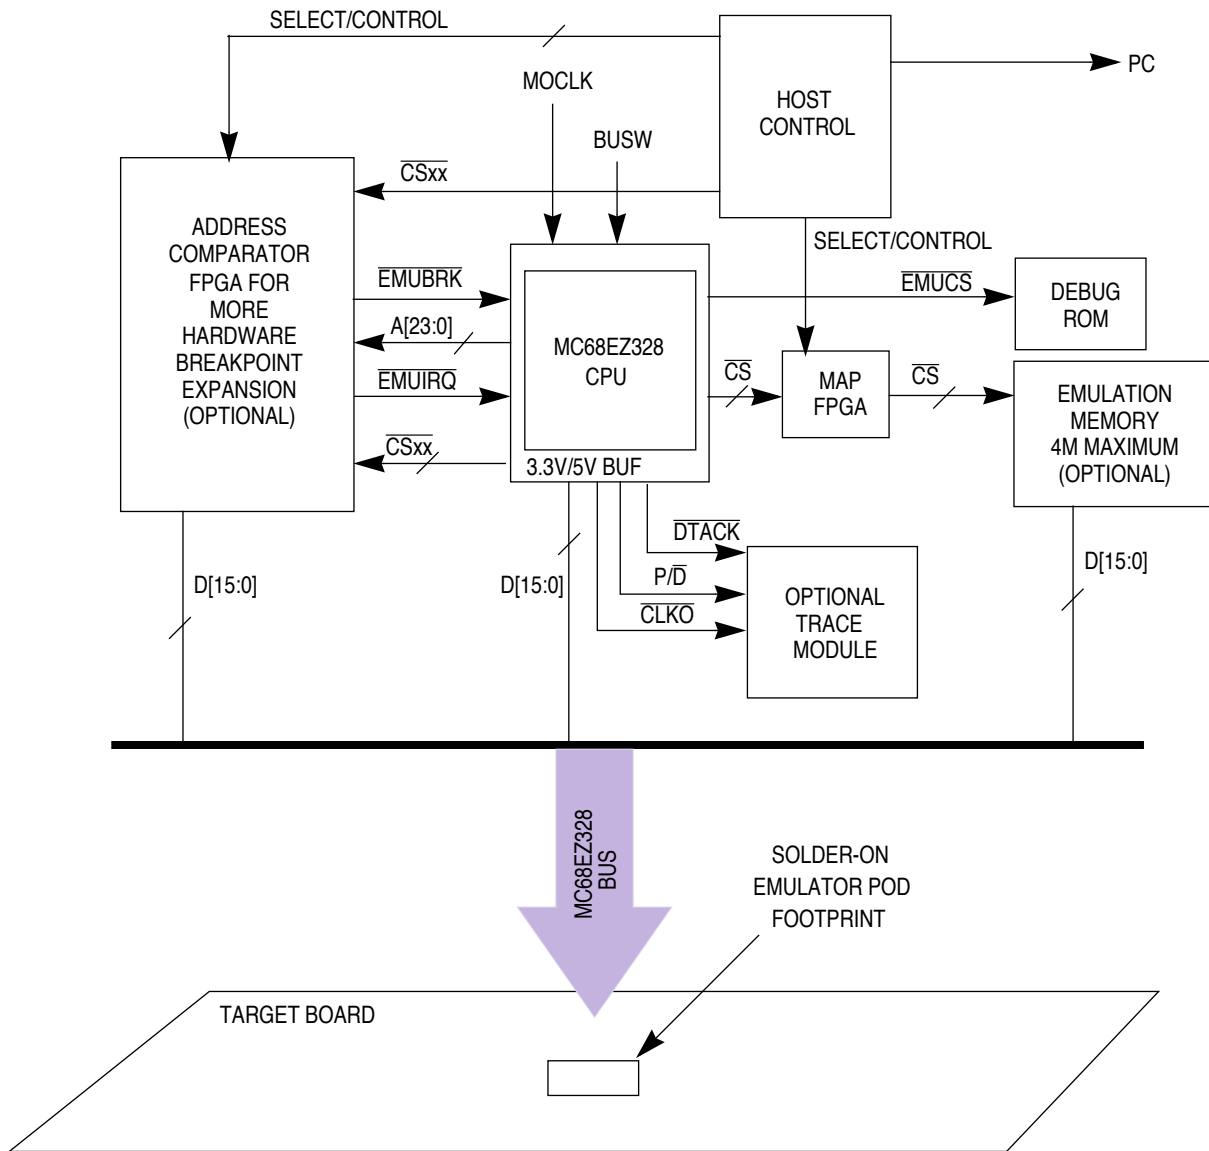 SELECT/CONTROL
MOCLK
BUSW
HOST
CONTROL
PC
CSxx
ADDRESS
COMPARATOR
FPGA FOR
MORE
HARDWARE
BREAKPOINT
EXPANSION
(OPTIONAL)
EMUBRK
A[23:0]
EMUIRQ
CSxx
MC68EZ328
CPU
3.3V/5V BUF
SELECT/CONTROL
EMUCS
DEBUG
ROM
CS
MAP
FPGA
CS
EMULATION
MEMORY
4M MAXIMUM
(OPTIONAL)
D[15:0]
D[15:0]
DTACK
P/D
CLKO
OPTIONAL
TRACE
MODULE
D[15:0]
MC68EZ328
BUS
SOLDER-ON
EMULATOR POD
FOOTPRINT
TARGET BOARD